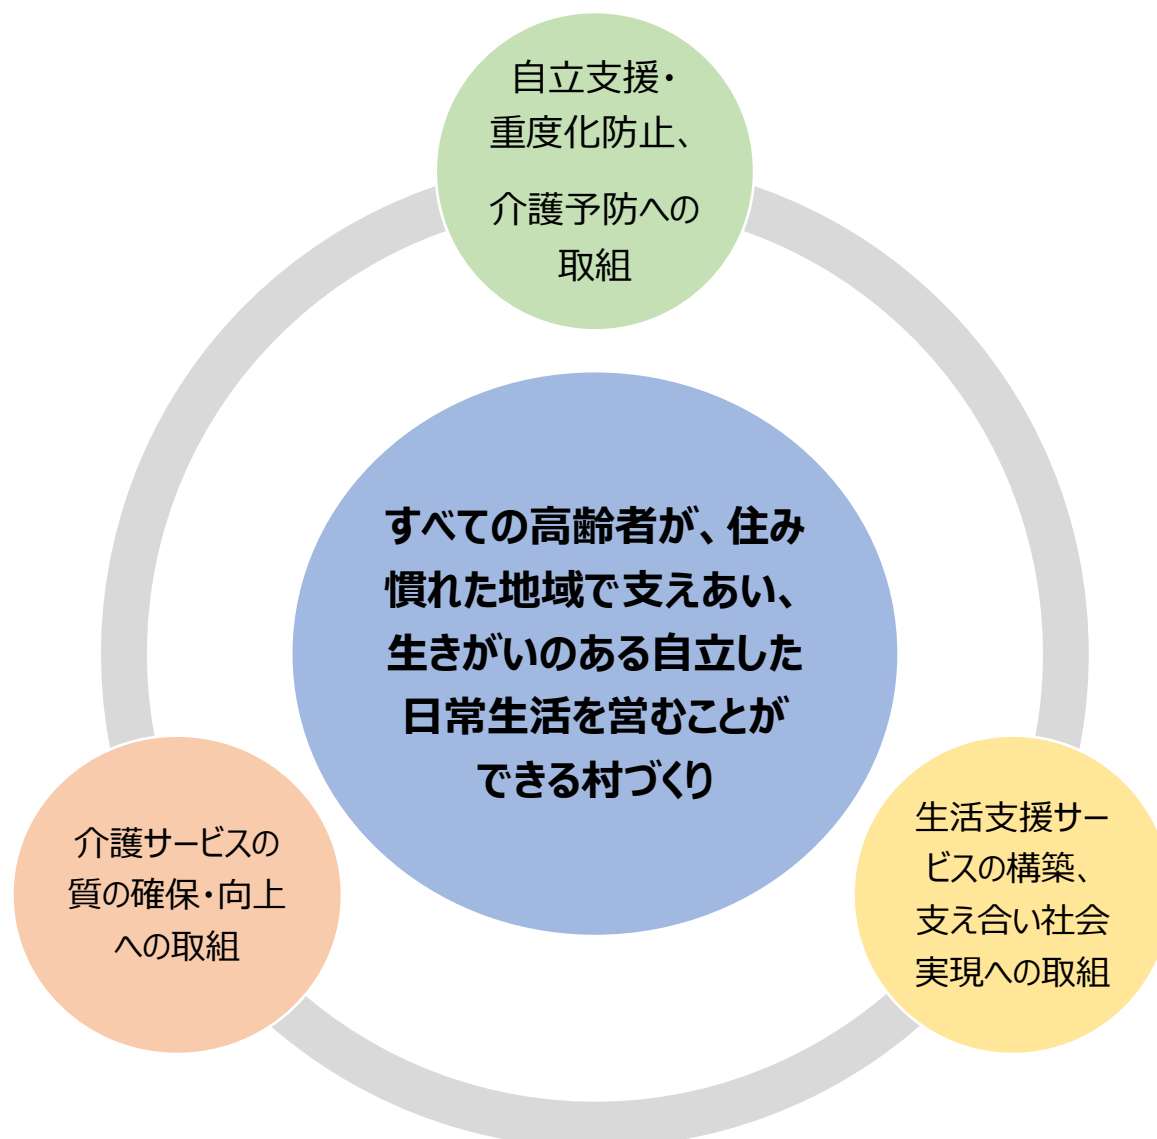 自立支援・
重度化防止、
介護予防への
取組
すべての高齢者が、住み
慣れた地域で支えあい、
生きがいのある自立した
日常生活を営むことが
できる村づくり
介護サービスの
質の確保・向上
への取組
生活支援サー
ビスの構築、
支え合い社会
実現への取組